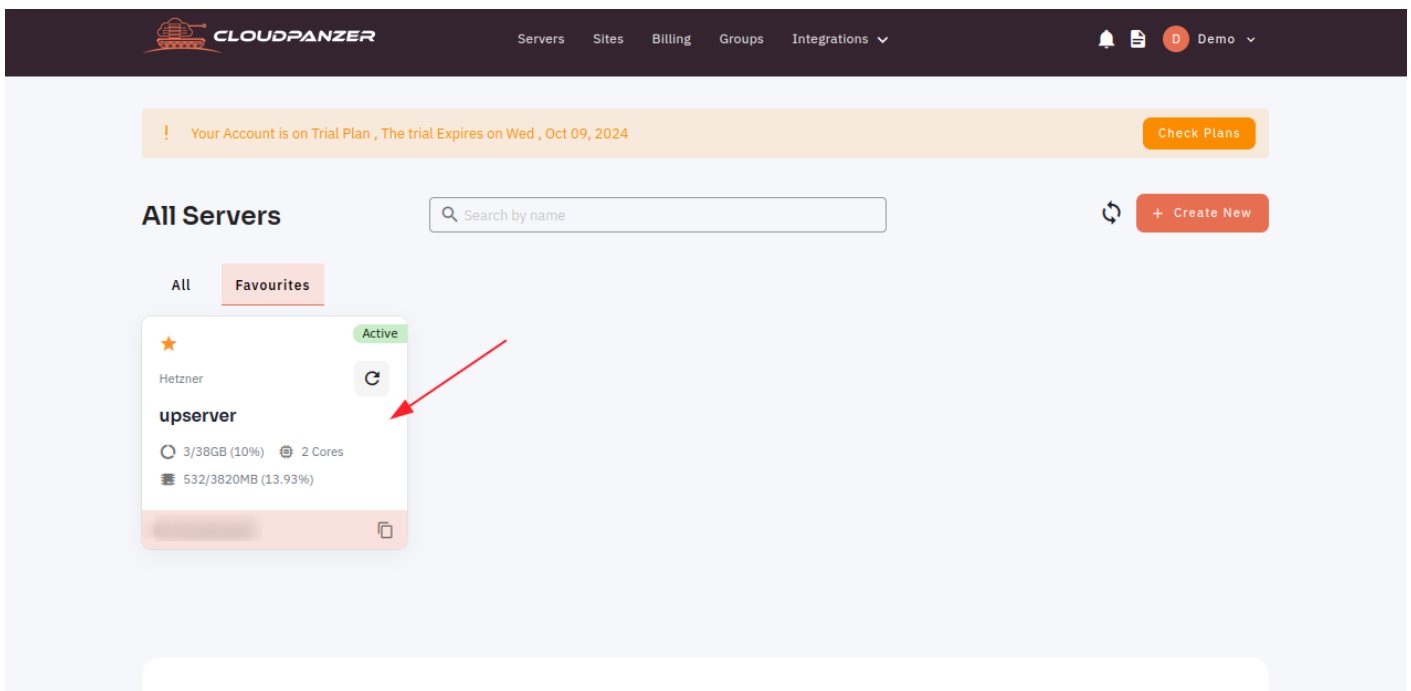 CLOUDPANZER
Servers Sites Billing Groups Integrations
D Demo
! Your Account is on Trial Plan , The trial Expires on Wed , Oct 09, 2024
Check Plans
All Servers
Search by name
+ Create New
All Favourites
Active
Hetzner
upserver
3/38GB (10%) 2 Cores
532/3820MB (13.93%)